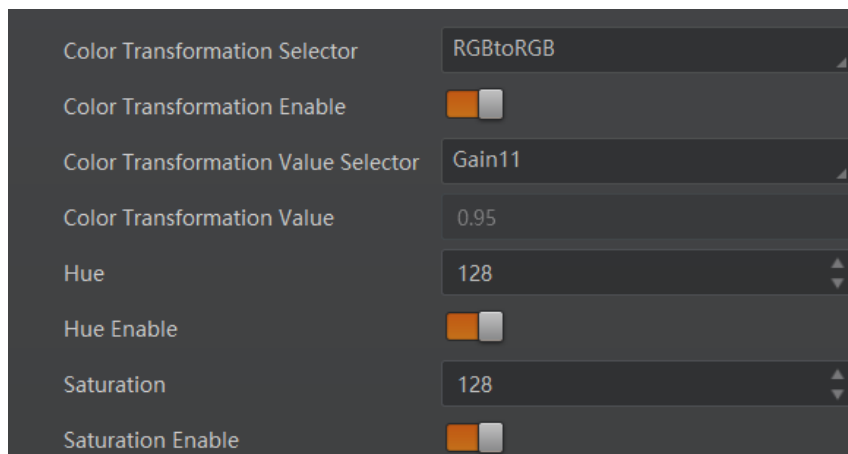 Color Transformation Selector RGBtoRGB
Color Transformation Enable
Color Transformation Value Selector Gain11
Color Transformation Value 0.95
Hue 128
Hue Enable
Saturation 128
Saturation Enable